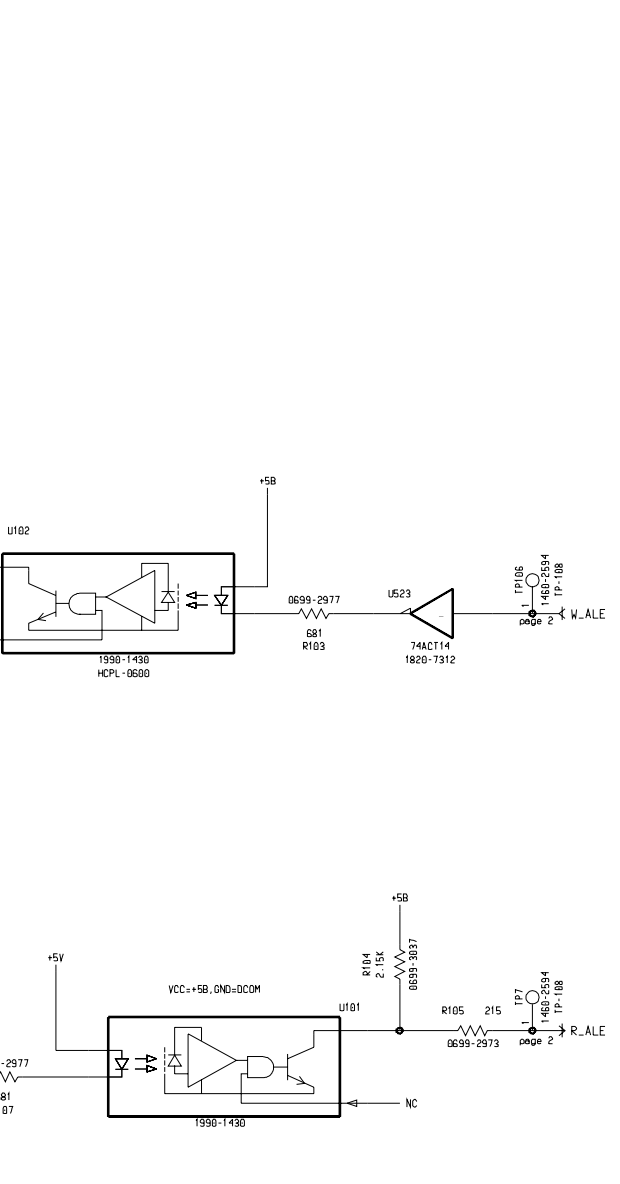 +5B
U102
0699-2977
681
R103
U523
74ACT14
1820-7312
TP106
1460-2594
TP-108
1
page 2
W_ALE
1990-1430
HCPL-0600
+5B
R104
2.15K
0699-3037
+5V
VCC=+5B,GND=DCOM
U101
R105 215
0699-2973
TP7
1460-2594
TP-108
1
page 2
R_ALE
-2977
81
07
NC
1990-1430